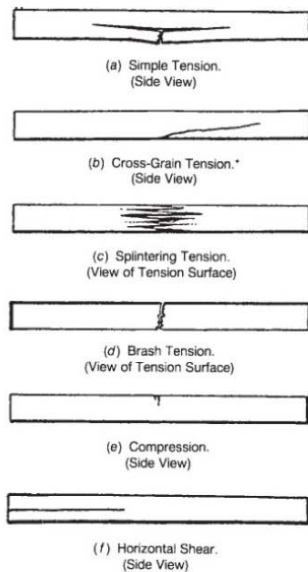 (a) Simple Tension.
(Side View)
(b) Cross-Grain Tension.*
(Side View)
(c) Splintering Tension.
(View of Tension Surface)
(d) Brash Tension.
(View of Tension Surface)
(e) Compression.
(Side View)
(f) Horizontal Shear.
(Side View)